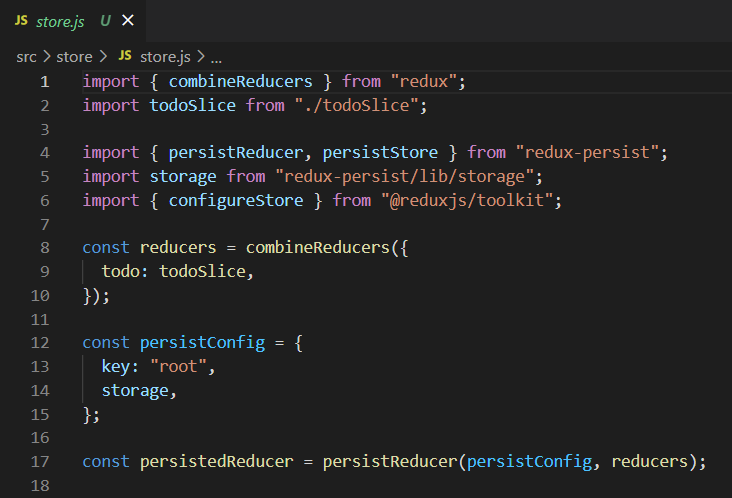 JS store.js U ×
src > store > JS store.js > ...
1 import { combineReducers } from "redux";
2 import todoSlice from "./todoSlice";
3
4 import { persistReducer, persistStore } from "redux-persist";
5 import storage from "redux-persist/lib/storage";
6 import { configureStore } from "@reduxjs/toolkit";
7
8 const reducers = combineReducers({
9   todo: todoSlice,
10 });
11
12 const persistConfig = {
13   key: "root",
14   storage,
15 };
16
17 const persistedReducer = persistReducer(persistConfig, reducers);
18